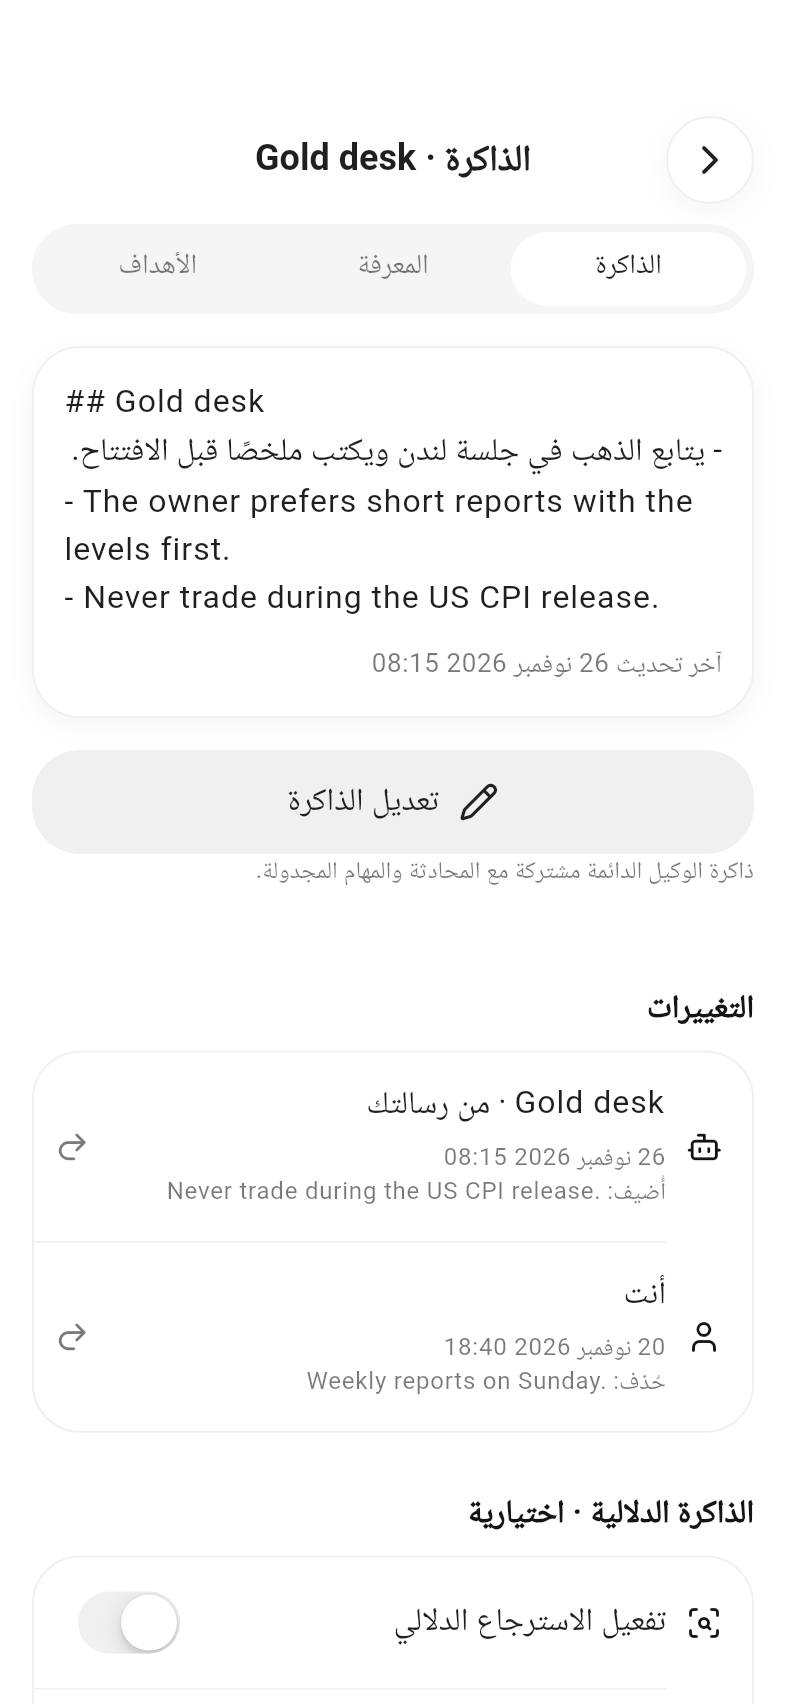 الذاكرة · Gold desk
الذاكرة
المعرفة
الأهداف
## Gold desk
- يتابع الذهب في جلسة لندن ويكتب ملخصًا قبل الافتتاح.
- The owner prefers short reports with the
levels first.
- Never trade during the US CPI release.
آخر تحديث 26 نوفمبر 2026 08:15
تعديل الذاكرة
ذاكرة الوكيل الدائمة مشتركة مع المحادثة والمهام المجدولة.
التغييرات
Gold desk · من رسالتك
26 نوفمبر 2026 08:15
أضيف: Never trade during the US CPI release.
أنت
20 نوفمبر 2026 18:40
حُذف: Weekly reports on Sunday.
الذاكرة الدلالية · اختيارية
تفعيل الاسترجاع الدلالي